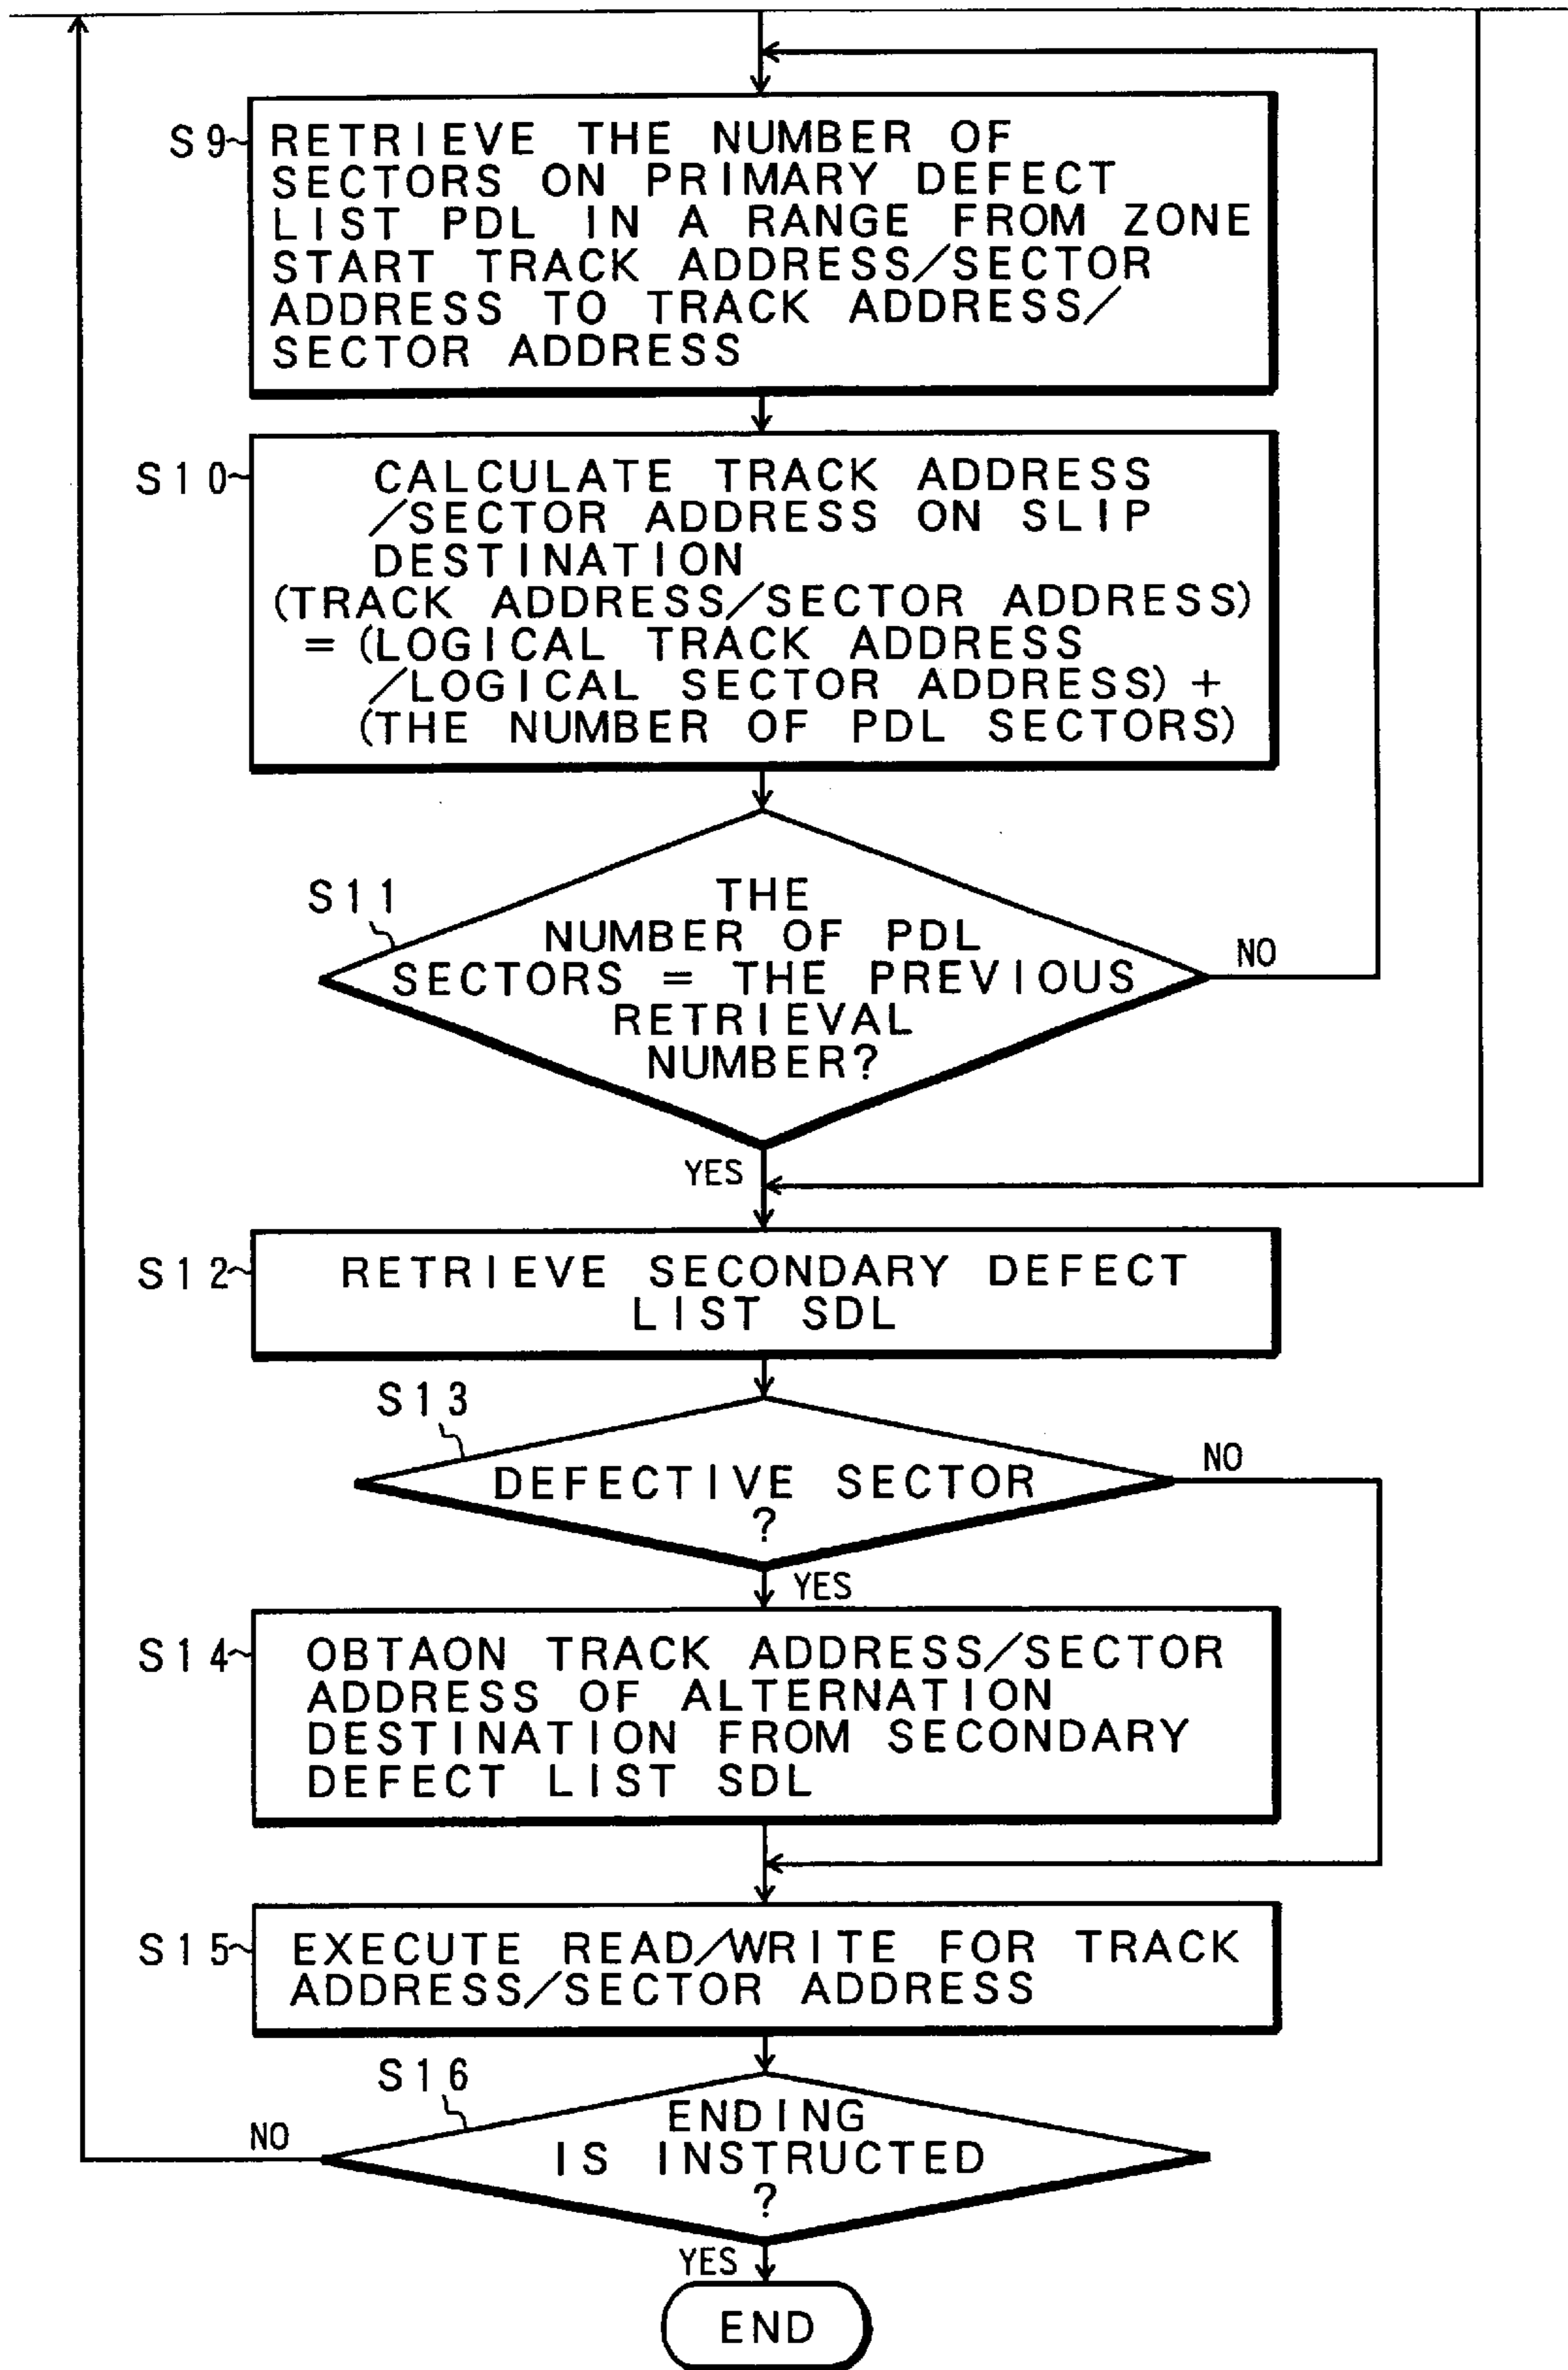 S9
RETRIEVE THE NUMBER OF
SECTORS ON PRIMARY DEFECT
LIST PDL IN A RANGE FROM ZONE
START TRACK ADDRESS/SECTOR
ADDRESS TO TRACK ADDRESS/
SECTOR ADDRESS
S10
CALCULATE TRACK ADDRESS
/SECTOR ADDRESS ON SLIP
DESTINATION
(TRACK ADDRESS/SECTOR ADDRESS)
= (LOGICAL TRACK ADDRESS
/LOGICAL SECTOR ADDRESS) +
(THE NUMBER OF PDL SECTORS)
S11
THE
NUMBER OF PDL
SECTORS = THE PREVIOUS
RETRIEVAL
NUMBER?
NO
YES
S12
RETRIEVE SECONDARY DEFECT
LIST SDL
S13
DEFECTIVE SECTOR
?
NO
YES
S14
OBTAON TRACK ADDRESS/SECTOR
ADDRESS OF ALTERNATION
DESTINATION FROM SECONDARY
DEFECT LIST SDL
S15
EXECUTE READ/WRITE FOR TRACK
ADDRESS/SECTOR ADDRESS
S16
ENDING
IS INSTRUCTED
?
NO
YES
END